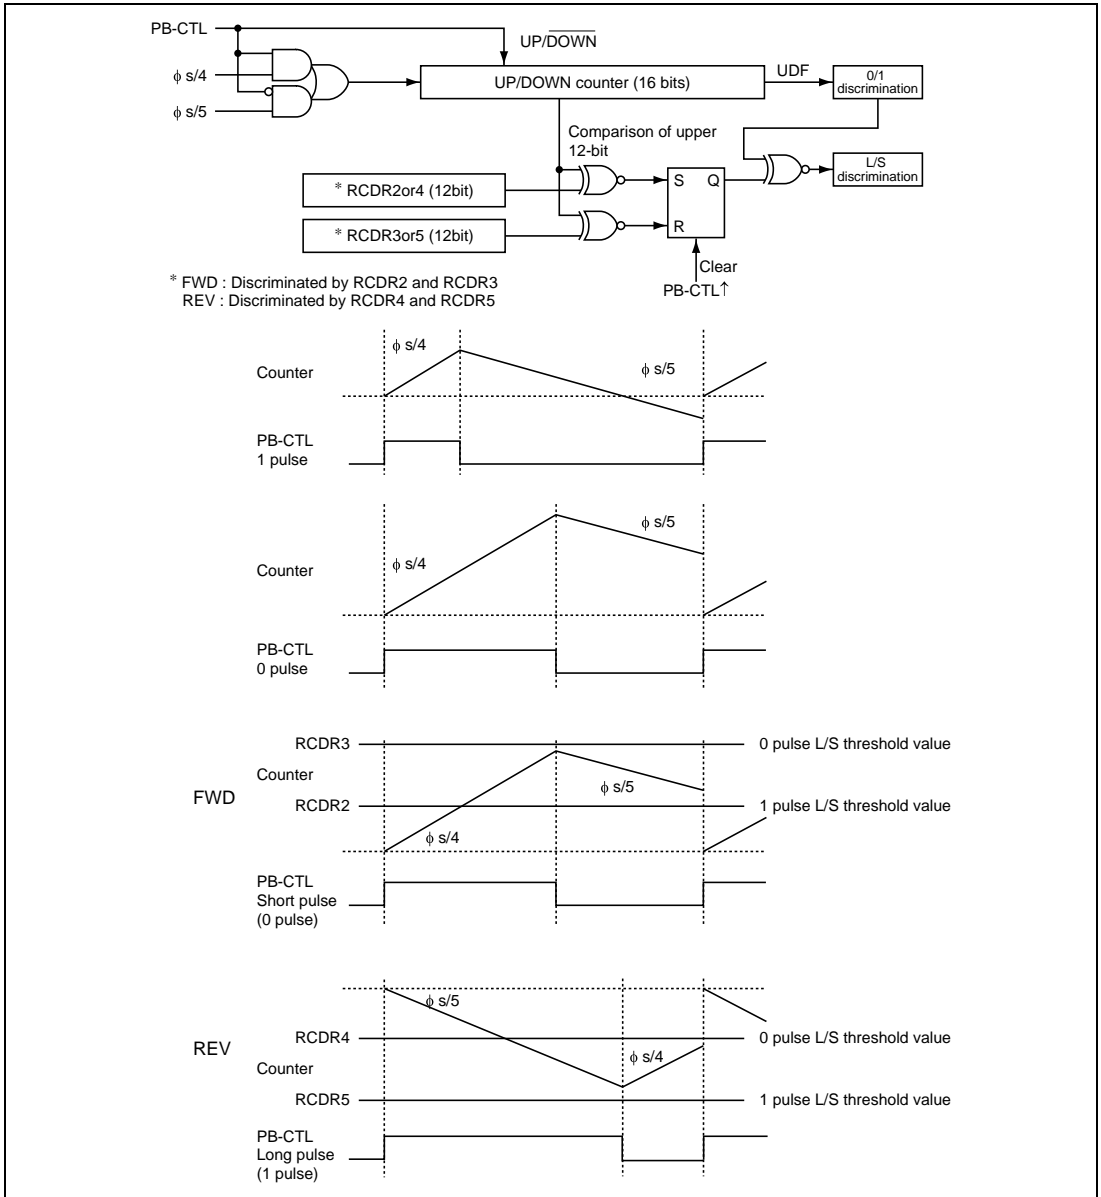 PB-CTL
UP/DOWN
ϕ s/4
ϕ s/5
UP/DOWN counter (16 bits)
UDF
0/1
discrimination
Comparison of upper
12-bit
L/S
discrimination
* RCDR2or4 (12bit)
* RCDR3or5 (12bit)
S Q
R
Clear
PB-CTL↑
* FWD : Discriminated by RCDR2 and RCDR3
REV : Discriminated by RCDR4 and RCDR5
ϕ s/4
ϕ s/5
Counter
PB-CTL
1 pulse
ϕ s/5
ϕ s/4
Counter
PB-CTL
0 pulse
RCDR3
0 pulse L/S threshold value
Counter
ϕ s/5
FWD
RCDR2
1 pulse L/S threshold value
ϕ s/4
PB-CTL
Short pulse
(0 pulse)
ϕ s/5
RCDR4
0 pulse L/S threshold value
REV
ϕ s/4
Counter
RCDR5
1 pulse L/S threshold value
PB-CTL
Long pulse
(1 pulse)